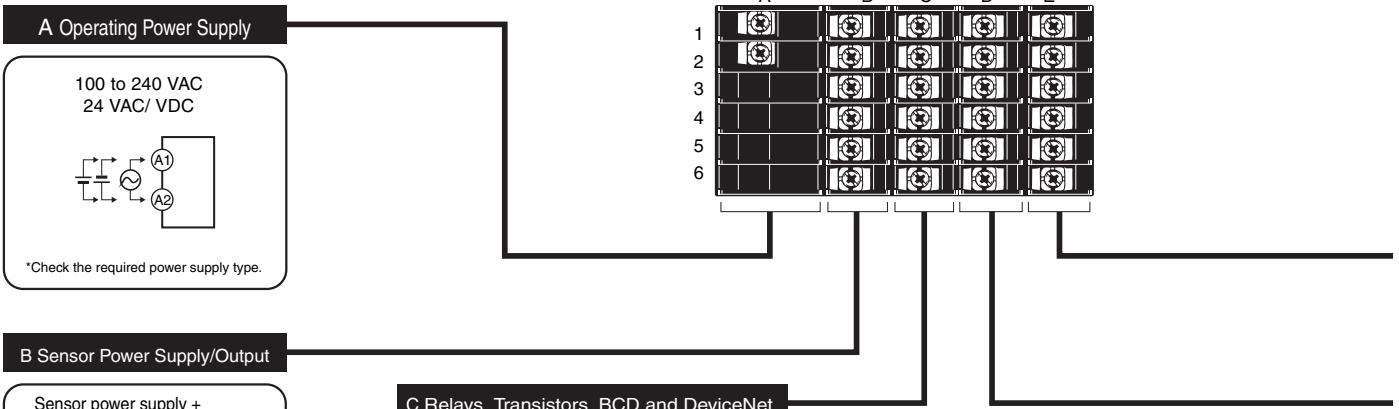 A Operating Power Supply
100 to 240 VAC
24 VAC/ VDC
A1
A2
*Check the required power supply type.
A B C D E
1
2
3
4
5
6
B Sensor Power Supply/Output
Sensor power supply +
C Relays, Transistors, BCD and DeviceNet